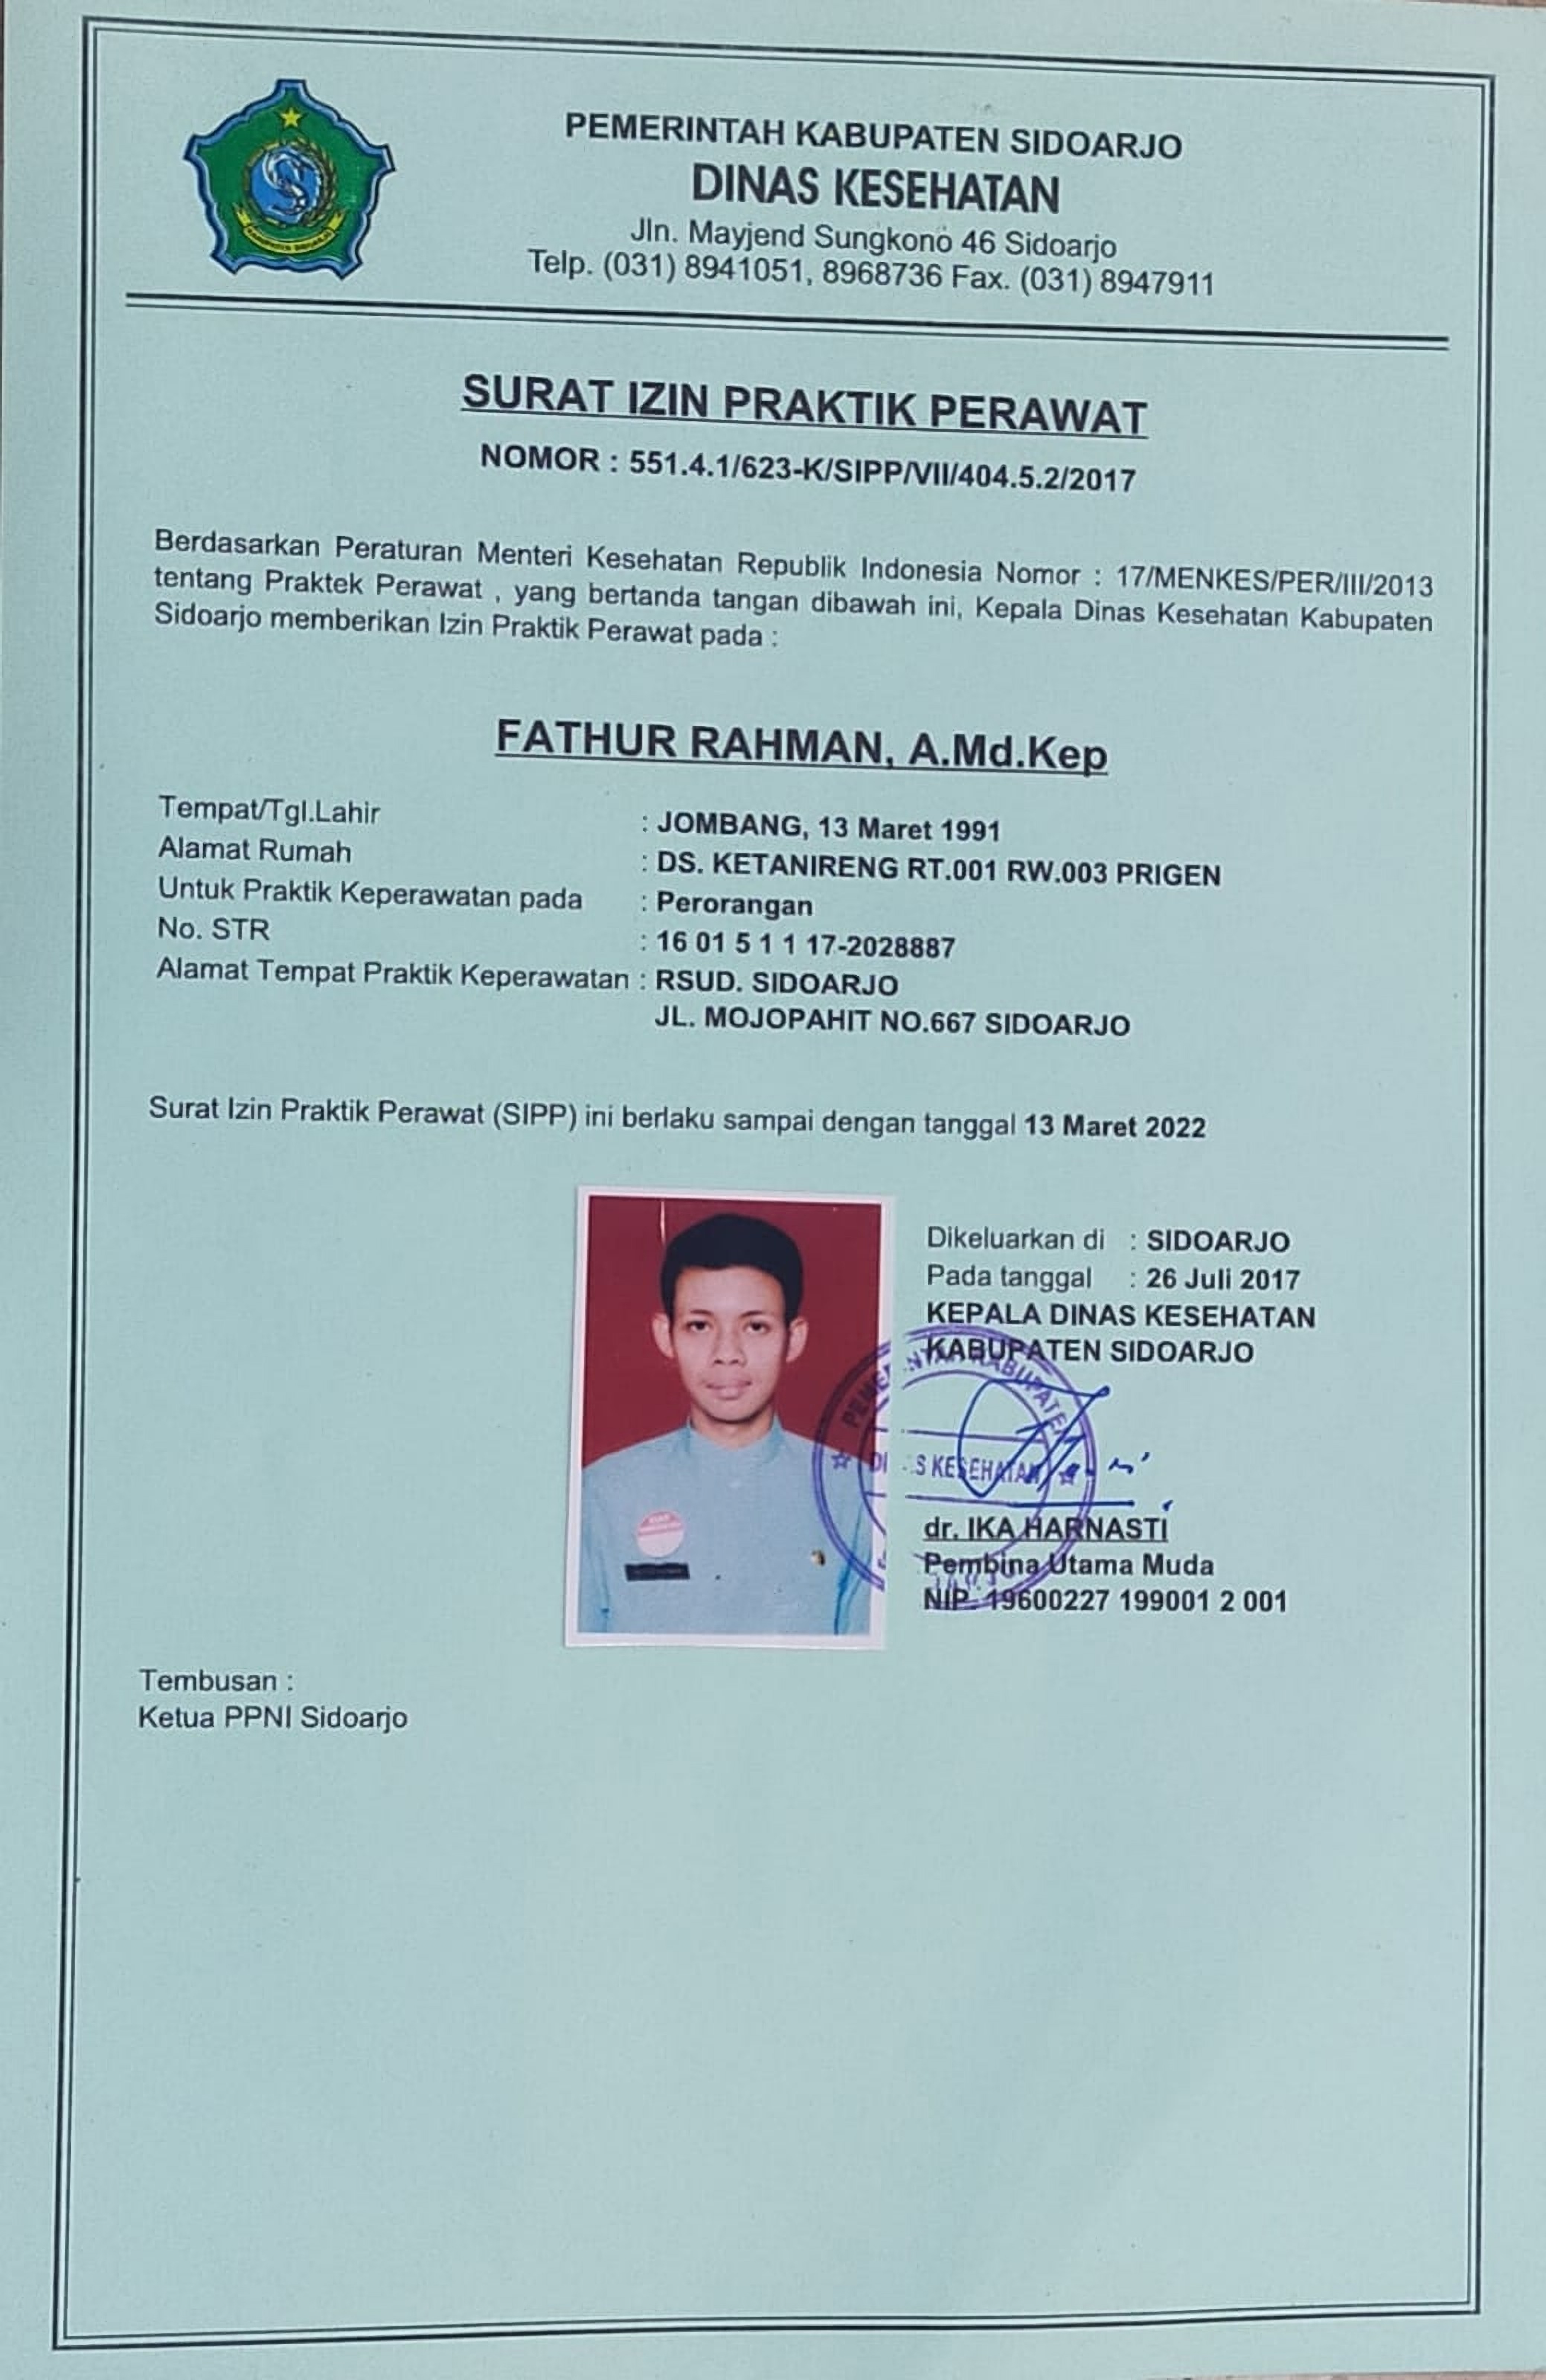 PEMERINTAH KABUPATEN SIDOARJO
DINAS KESEHATAN
Jln. Mayjend Sungkono 46 Sidoarjo
Telp. (031) 8941051, 8968736 Fax. (031) 8947911
SURAT IZIN PRAKTIK PERAWAT
NOMOR : 551.4.1/623-K/SIPP/VII/404.5.2/2017
Berdasarkan Peraturan Menteri Kesehatan Republik Indonesia Nomor : 17/MENKES/PER/III/2013
tentang Praktek Perawat , yang bertanda tangan dibawah ini, Kepala Dinas Kesehatan Kabupaten
Sidoarjo memberikan Izin Praktik Perawat pada :
FATHUR RAHMAN, A.Md.Kep
Tempat/Tgl.Lahir : JOMBANG, 13 Maret 1991
Alamat Rumah : DS. KETANIRENG RT.001 RW.003 PRIGEN
Untuk Praktik Keperawatan pada : Perorangan
No. STR : 16 01 5 1 1 17-2028887
Alamat Tempat Praktik Keperawatan : RSUD. SIDOARJO
JL. MOJOPAHIT NO.667 SIDOARJO
Surat Izin Praktik Perawat (SIPP) ini berlaku sampai dengan tanggal 13 Maret 2022
Dikeluarkan di : SIDOARJO
Pada tanggal : 26 Juli 2017
KEPALA DINAS KESEHATAN
KABUPATEN SIDOARJO
KABUPATEN
KESEHATAN
dr. IKA HARNASTI
Pembina Utama Muda
NIP. 19600227 199001 2 001
Tembusan :
Ketua PPNI Sidoarjo